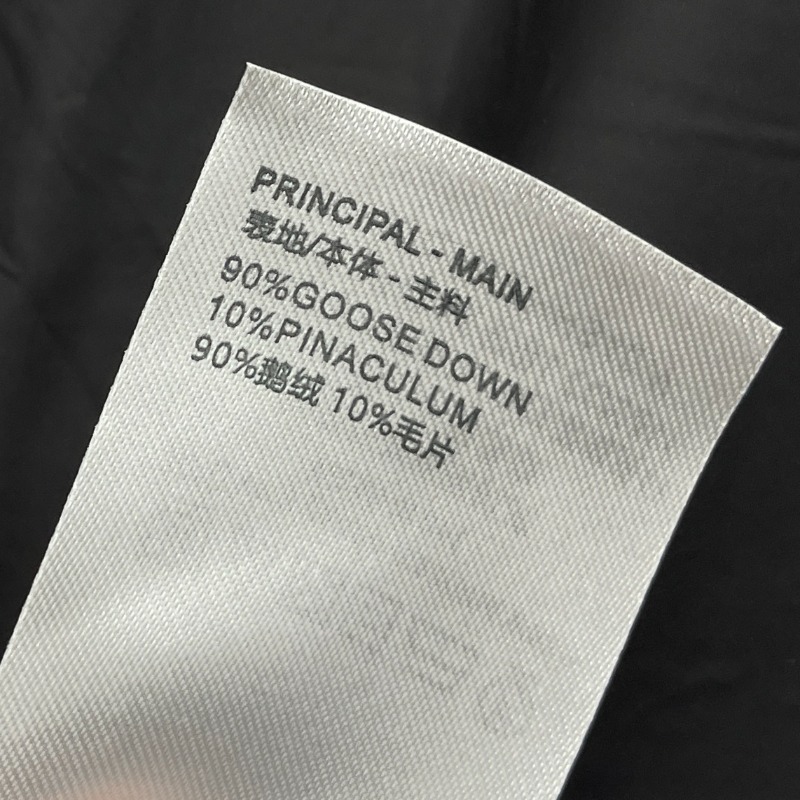 PRINCIPAL - MAIN
表地/本体 - 主料
90%GOOSE DOWN
10%PINACULUM
90%鹅绒 10%毛片